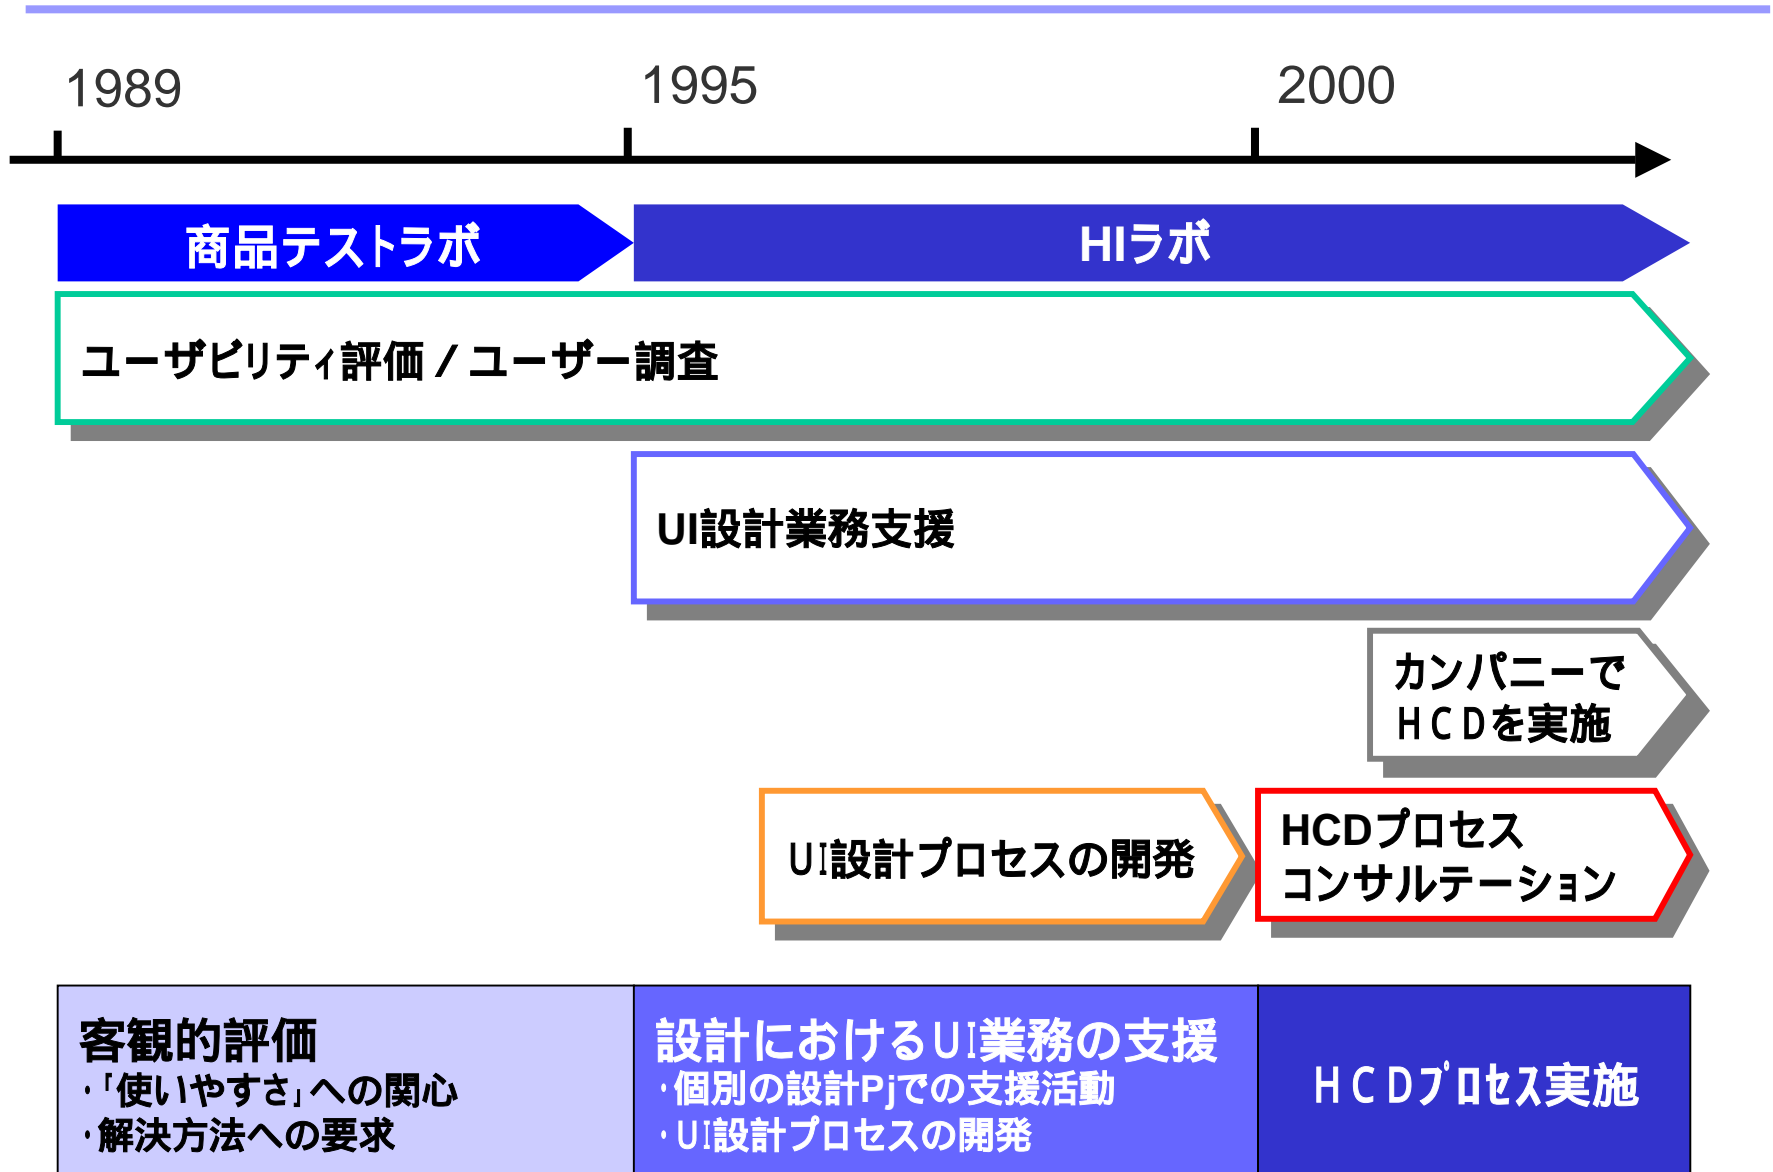 1989 1995 2000
商品テストラボ HIラボ
ユーザビリティ評価/ユーザー調査
UI設計業務支援
カンパニーで
HCDを実施
UI設計プロセスの開発
HCDプロセス
コンサルテーション
客観的評価
・「使いやすさ」への関心
・解決方法への要求
設計におけるUI業務の支援
・個別の設計Pjでの支援活動
・UI設計プロセスの開発
HCDプロセス実施